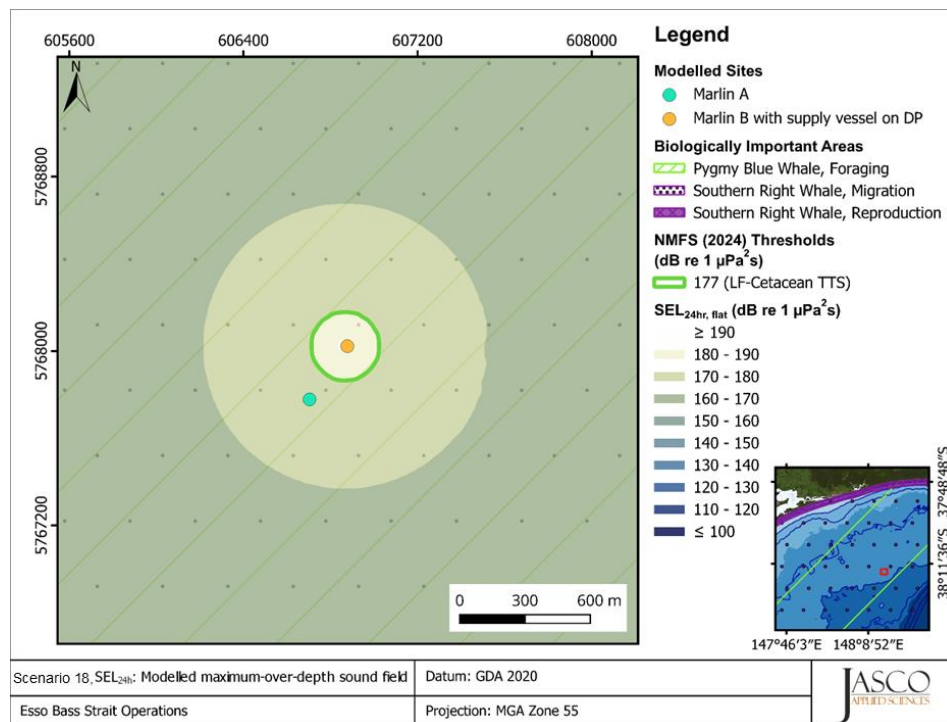 605600 606400 607200 608000
N
5768800
5768000
5767200
0 300 600 m
Legend
Modelled Sites
Marlin A
Marlin B with supply vessel on DP
Biologically Important Areas
Pygmy Blue Whale, Foraging
Southern Right Whale, Migration
Southern Right Whale, Reproduction
NMFS (2024) Thresholds
(dB re 1 µPa²s)
177 (LF-Cetacean TTS)
SEL24hr, flat (dB re 1 µPa²s)
≥ 190
180 - 190
170 - 180
160 - 170
150 - 160
140 - 150
130 - 140
120 - 130
110 - 120
≤ 100
37°48′48″S
38°11′36″S
147°46′3″E 148°8′52″E
Scenario 18, SEL24h: Modelled maximum-over-depth sound field
Datum: GDA 2020
Esso Bass Strait Operations
Projection: MGA Zone 55
JASCO
APPLIED SCIENCES